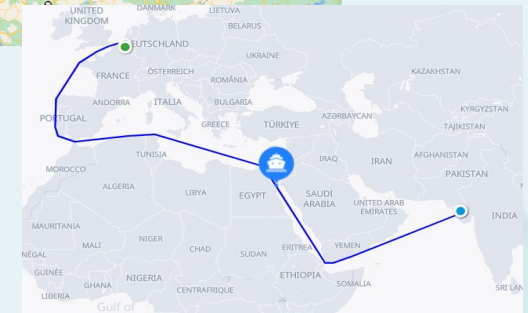 UNITED
KINGDOM
DANMARK
LIETUVA
BELARUS
EUTSCHLAND
UKRAINE
FRANCE
ÖSTERREICH
ROMÂNIA
KAZAKHSTAN
ANDORRA
ITALIA
BULGARIA
KYRGYZSTAN
PORTUGAL
GREECE
TÜRKIYE
AZƏRBAYCAN
TAJIKISTAN
TUNISIA
IRAQ
IRAN
AFGHANISTAN
MOROCCO
PAKISTAN
ALGERIA
LIBYA
EGYPT
SAUDI
ARABIA
UNITED ARAB
EMIRATES
INDIA
MAURITANIA
MALI
NIGER
CHAD
SUDAN
ERITREA
YEMEN
NÉGAL
GUINÉE
GHANA
NIGERIA
CENTRAFRIQUE
ETHIOPIA
SOMALIA
LIBERIA
SRI LAN
Gulf of